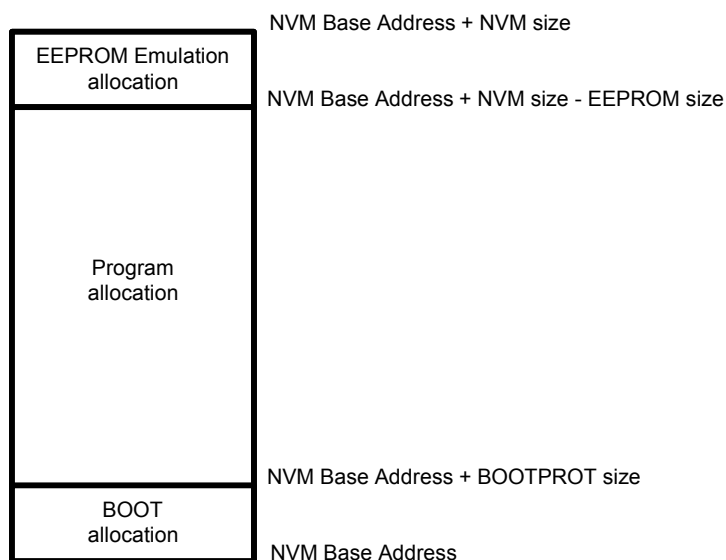 NVM Base Address + NVM size
EEPROM Emulation
allocation
NVM Base Address + NVM size - EEPROM size
Program
allocation
NVM Base Address + BOOTPROT size
BOOT
allocation
NVM Base Address